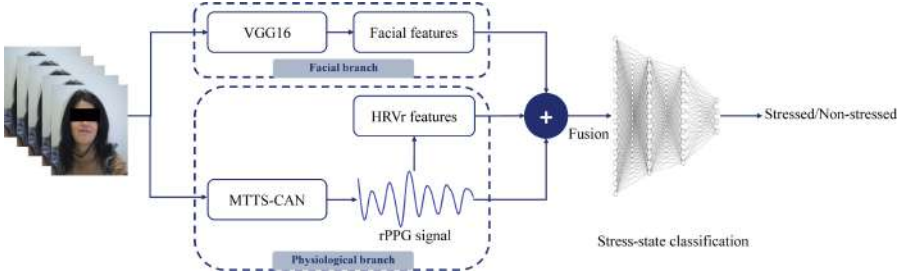 VGG16
Facial features
Facial branch
HRVr features
Fusion
Stressed/Non-stressed
MTTS-CAN
rPPG signal
Stress-state classification
Physiological branch